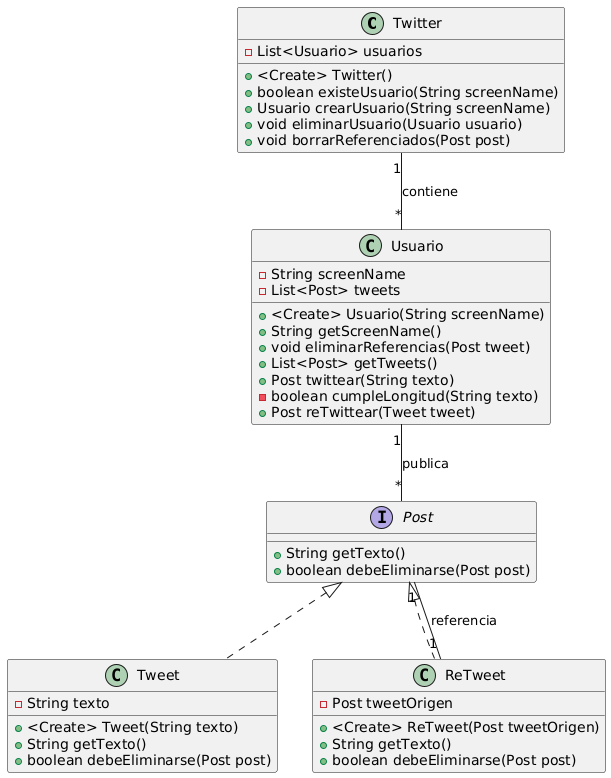 C Twitter
List<Usuario> usuarios
<Create> Twitter()
boolean existeUsuario(String screenName)
Usuario crearUsuario(String screenName)
void eliminarUsuario(Usuario usuario)
void borrarReferenciados(Post post)
1
contiene
*
C Usuario
String screenName
List<Post> tweets
<Create> Usuario(String screenName)
String getScreenName()
void eliminarReferencias(Post tweet)
List<Post> getTweets()
Post twittear(String texto)
boolean cumpleLongitud(String texto)
Post reTwittear(Tweet tweet)
1
publica
*
I Post
String getTexto()
boolean debeEliminarse(Post post)
1
referencia
1
C Tweet
String texto
<Create> Tweet(String texto)
String getTexto()
boolean debeEliminarse(Post post)
C ReTweet
Post tweetOrigen
<Create> ReTweet(Post tweetOrigen)
String getTexto()
boolean debeEliminarse(Post post)